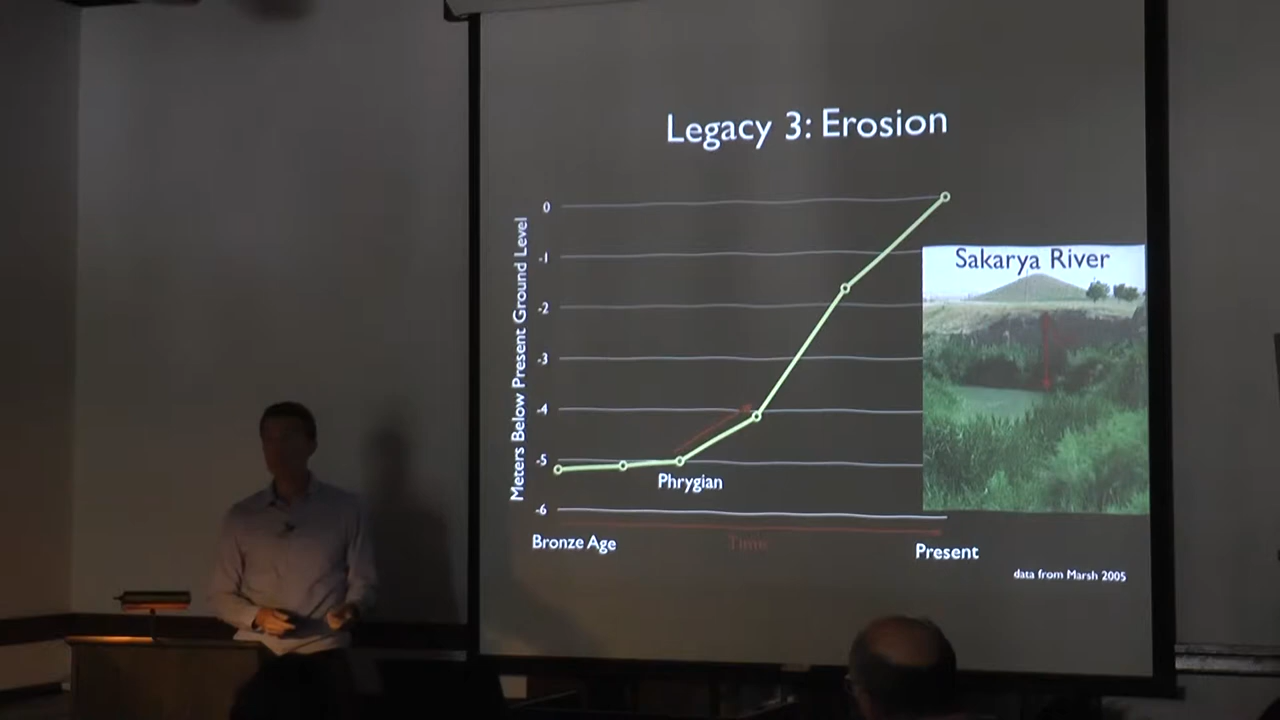 Legacy 3: Erosion
Meters Below Present Ground Level
0
-1
-2
-3
-4
-5
-6
Sakarya River
Phrygian
Bronze Age
Time
Present
data from Marsh 2005